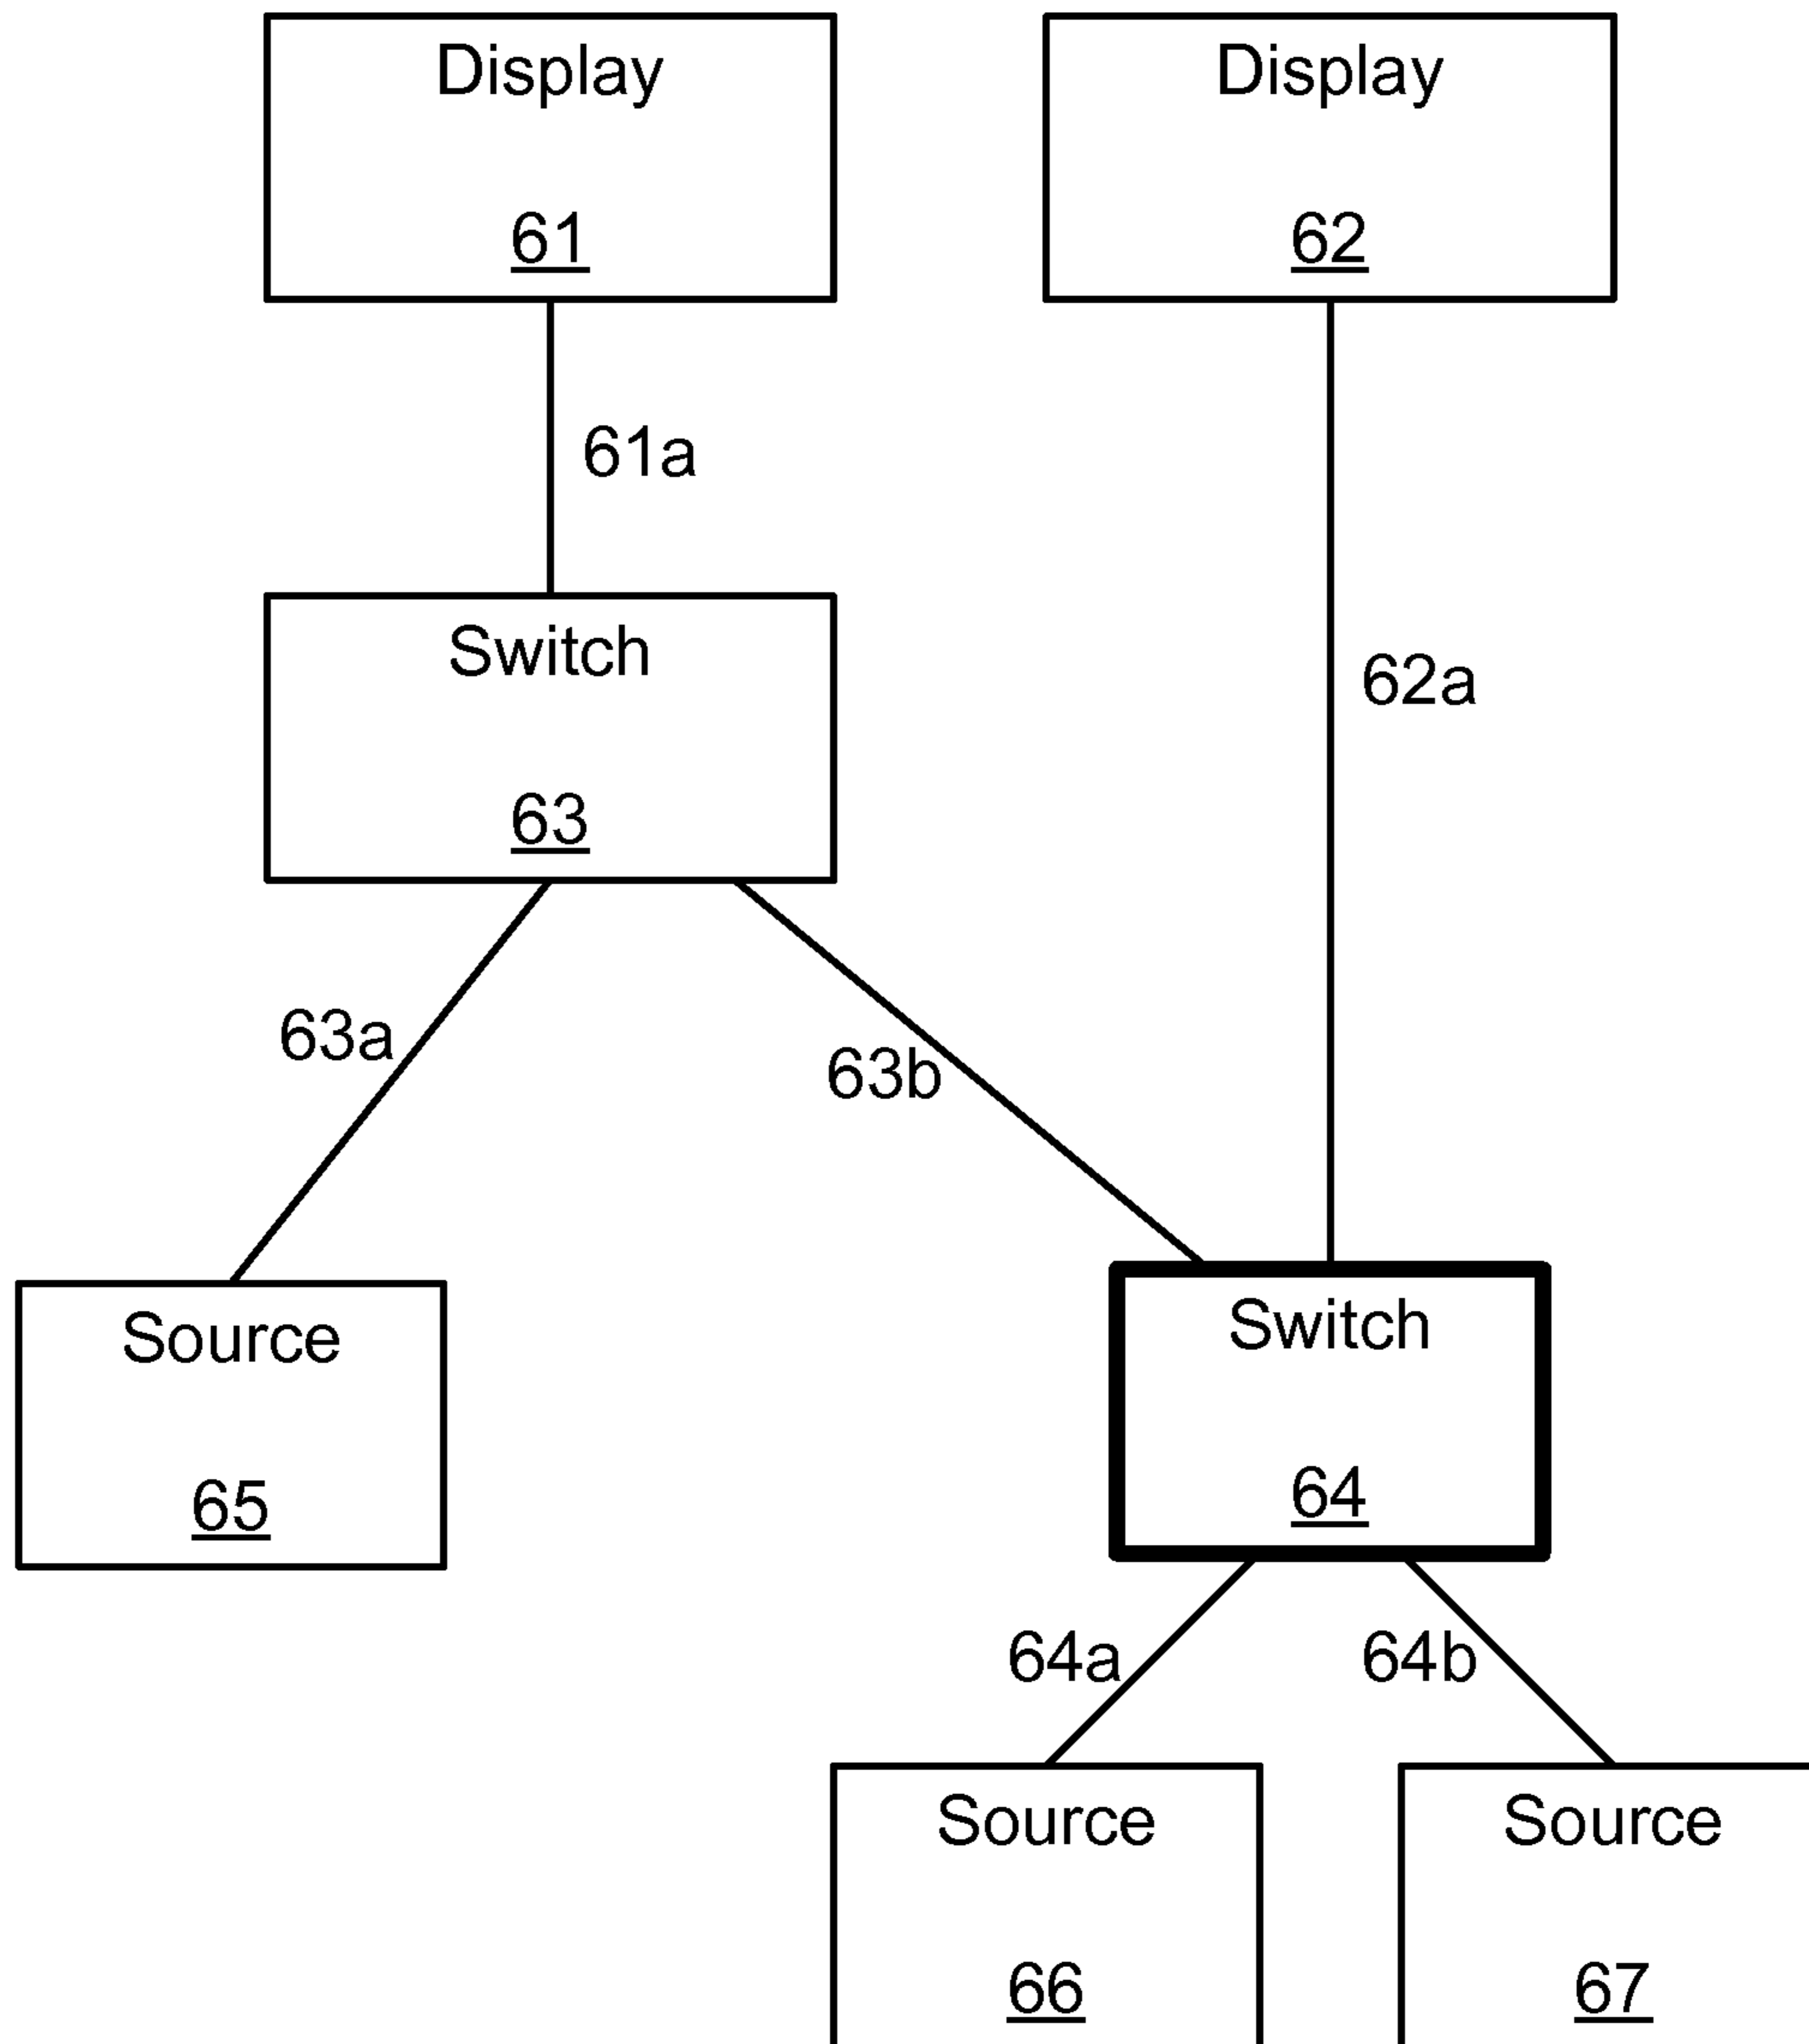 Display
61
Display
62
61a
62a
Switch
63
63a
63b
Source
65
Switch
64
64a
64b
Source
66
Source
67